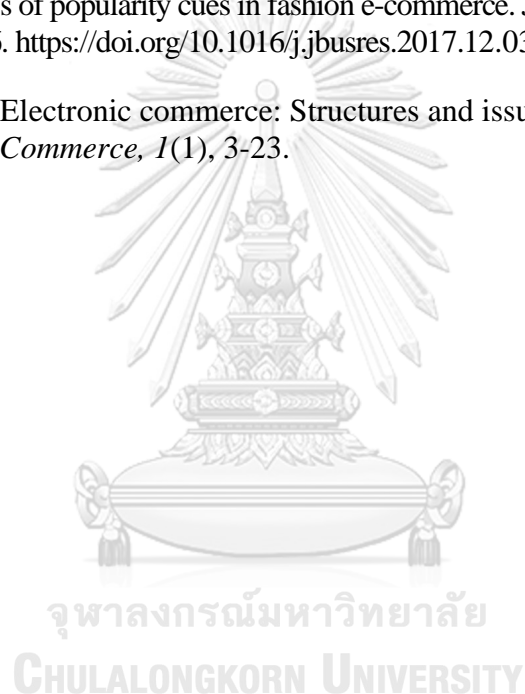 s of popularity cues in fashion e-commerce.
. https://doi.org/10.1016/j.jbusres.2017.12.03
Electronic commerce: Structures and issu
Commerce, 1(1), 3-23.
จุฬาลงกรณ์มหาวิทยาลัย
CHULALONGKORN UNIVERSITY